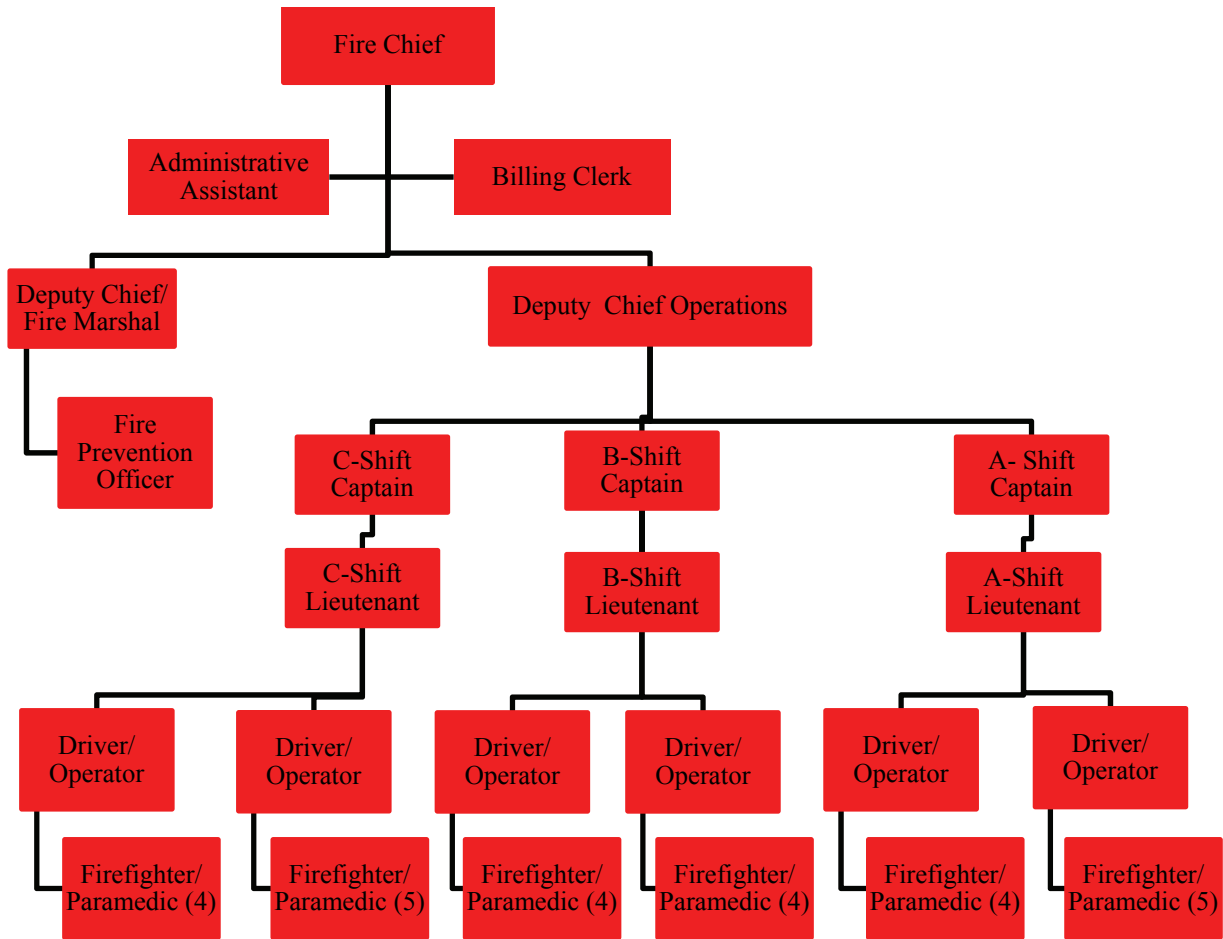 Fire Chief
Administrative
Assistant
Billing Clerk
Deputy Chief/
Fire Marshal
Deputy  Chief Operations
Fire
Prevention
Officer
C-Shift
Captain
B-Shift
Captain
A- Shift
Captain
C-Shift
Lieutenant
B-Shift
Lieutenant
A-Shift
Lieutenant
Driver/
Operator
Driver/
Operator
Driver/
Operator
Driver/
Operator
Driver/
Operator
Driver/
Operator
Firefighter/
Paramedic (4)
Firefighter/
Paramedic (5)
Firefighter/
Paramedic (4)
Firefighter/
Paramedic (4)
Firefighter/
Paramedic (4)
Firefighter/
Paramedic (5)